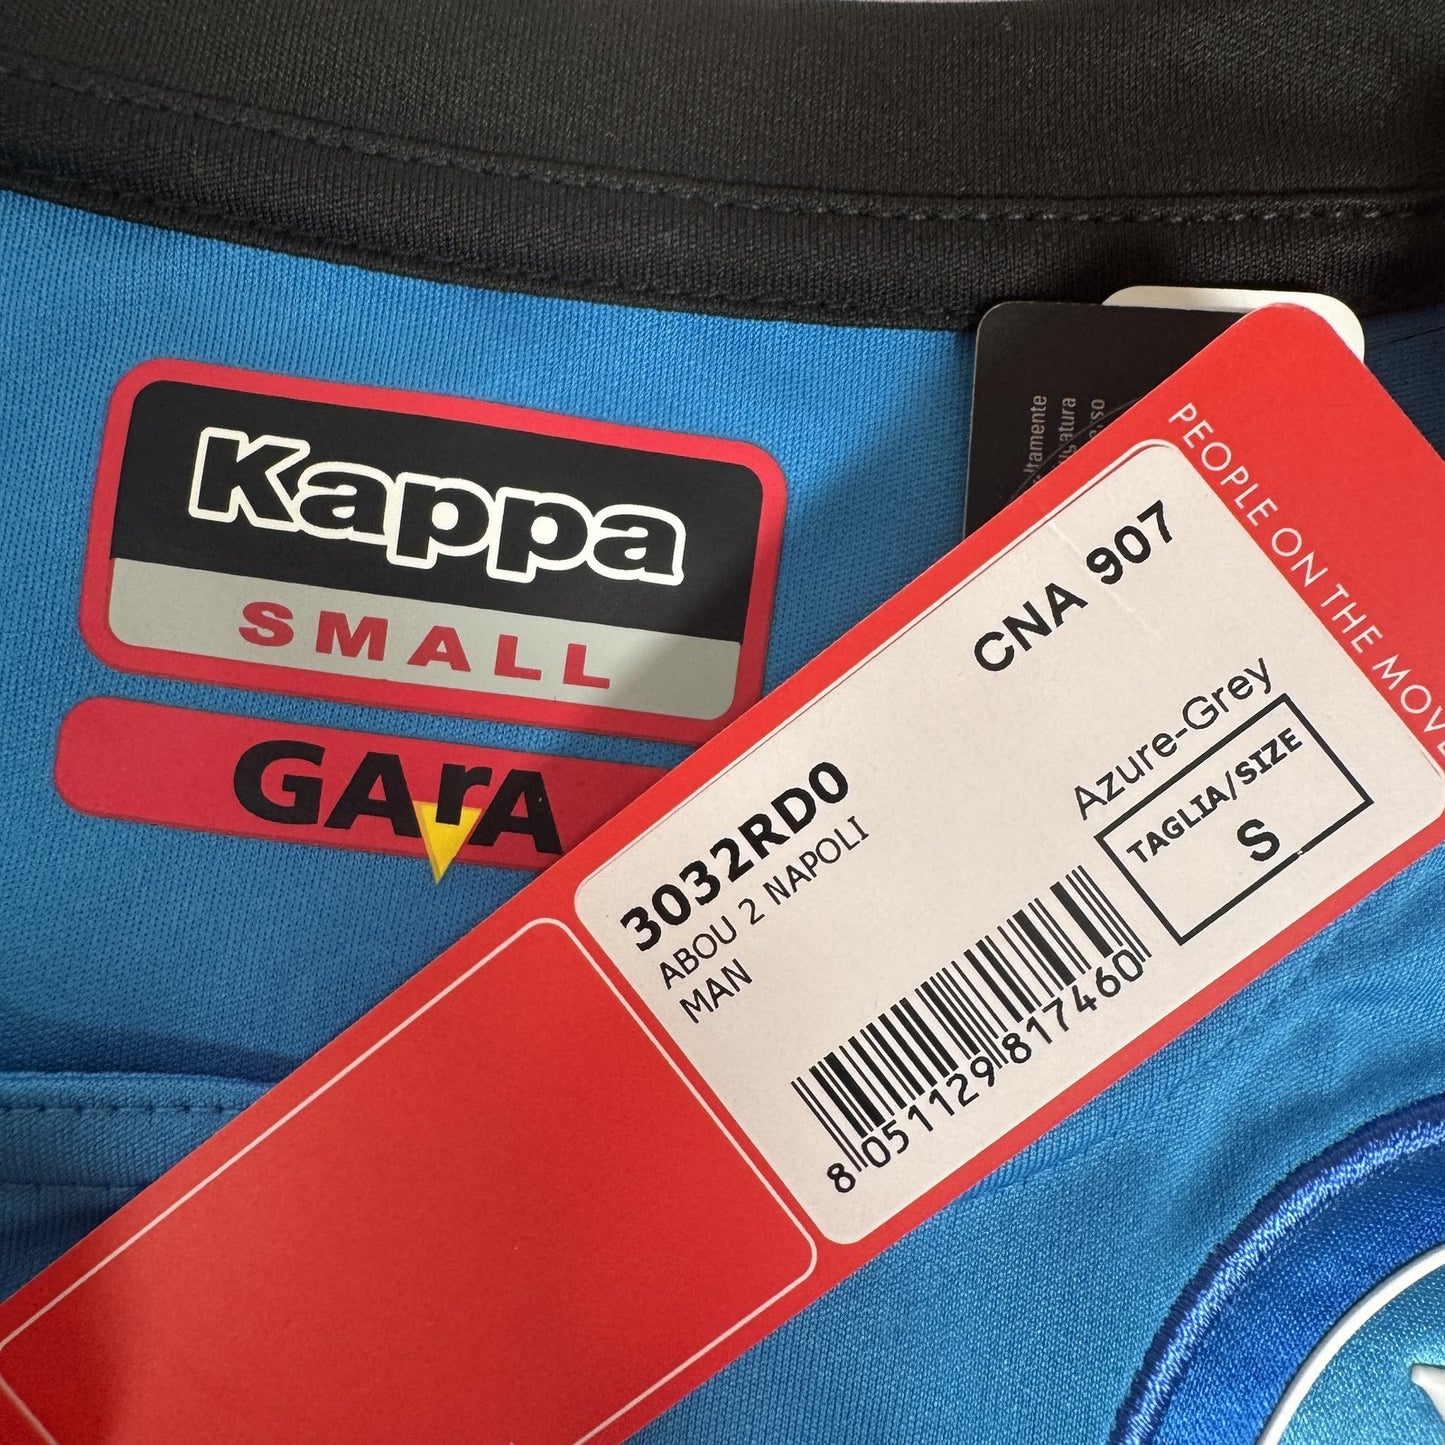 Kappa
SMALL
GArA
PEOPLE ON THE MOVE
CNA 907
Azure-Grey
TAGLIA/SIZE
S
3032RD0
ABOU 2 NAPOLI
MAN
8 051129 817460